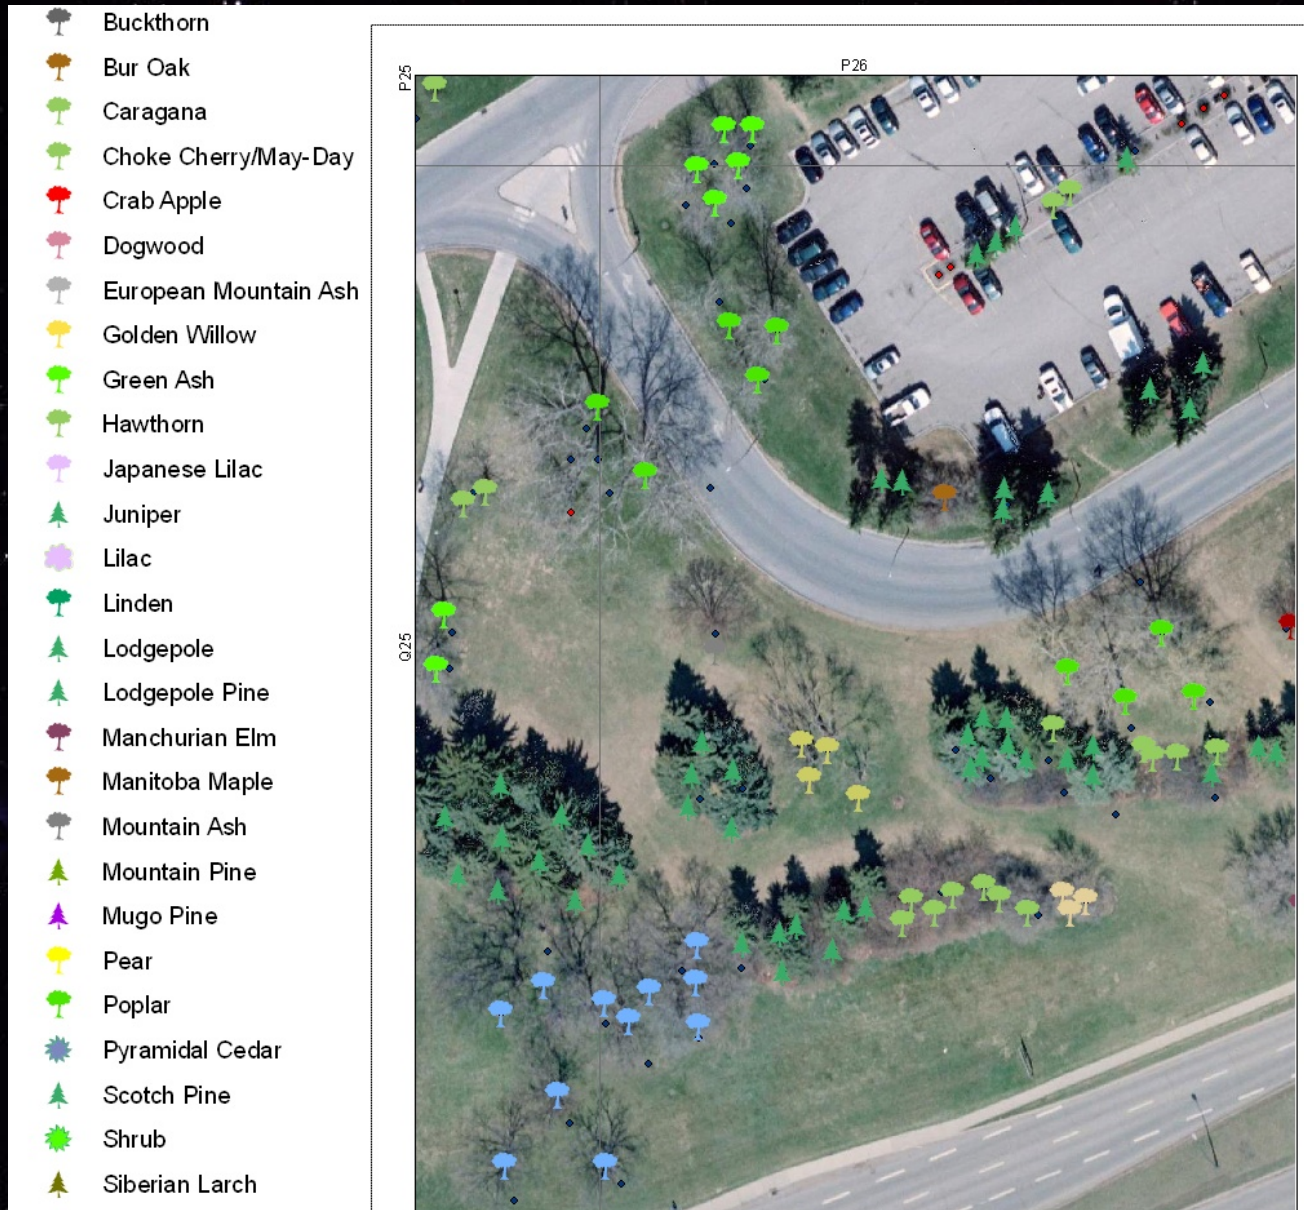 Buckthorn
Bur Oak
Caragana
Choke Cherry/May-Day
Crab Apple
Dogwood
European Mountain Ash
Golden Willow
Green Ash
Hawthorn
Japanese Lilac
Juniper
Lilac
Linden
Lodgepole
Lodgepole Pine
Manchurian Elm
Manitoba Maple
Mountain Ash
Mountain Pine
Mugo Pine
Pear
Poplar
Pyramidal Cedar
Scotch Pine
Shrub
Siberian Larch
P25
P26
Q25